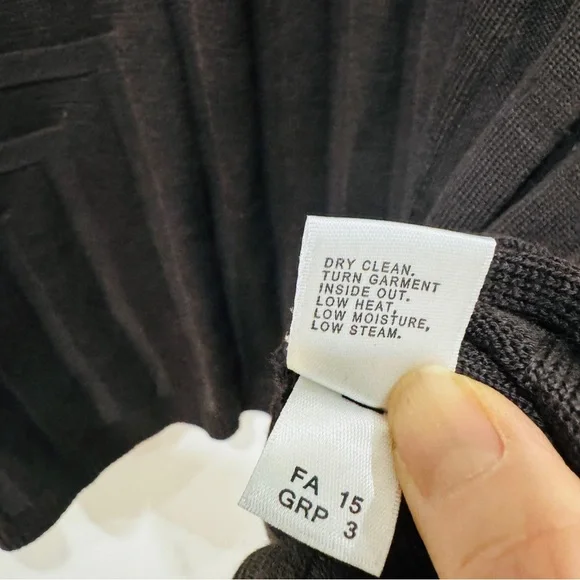 DRY CLEAN.
TURN GARMENT
INSIDE OUT.
LOW HEAT,
LOW MOISTURE,
LOW STEAM.
FA 15
GRP 3